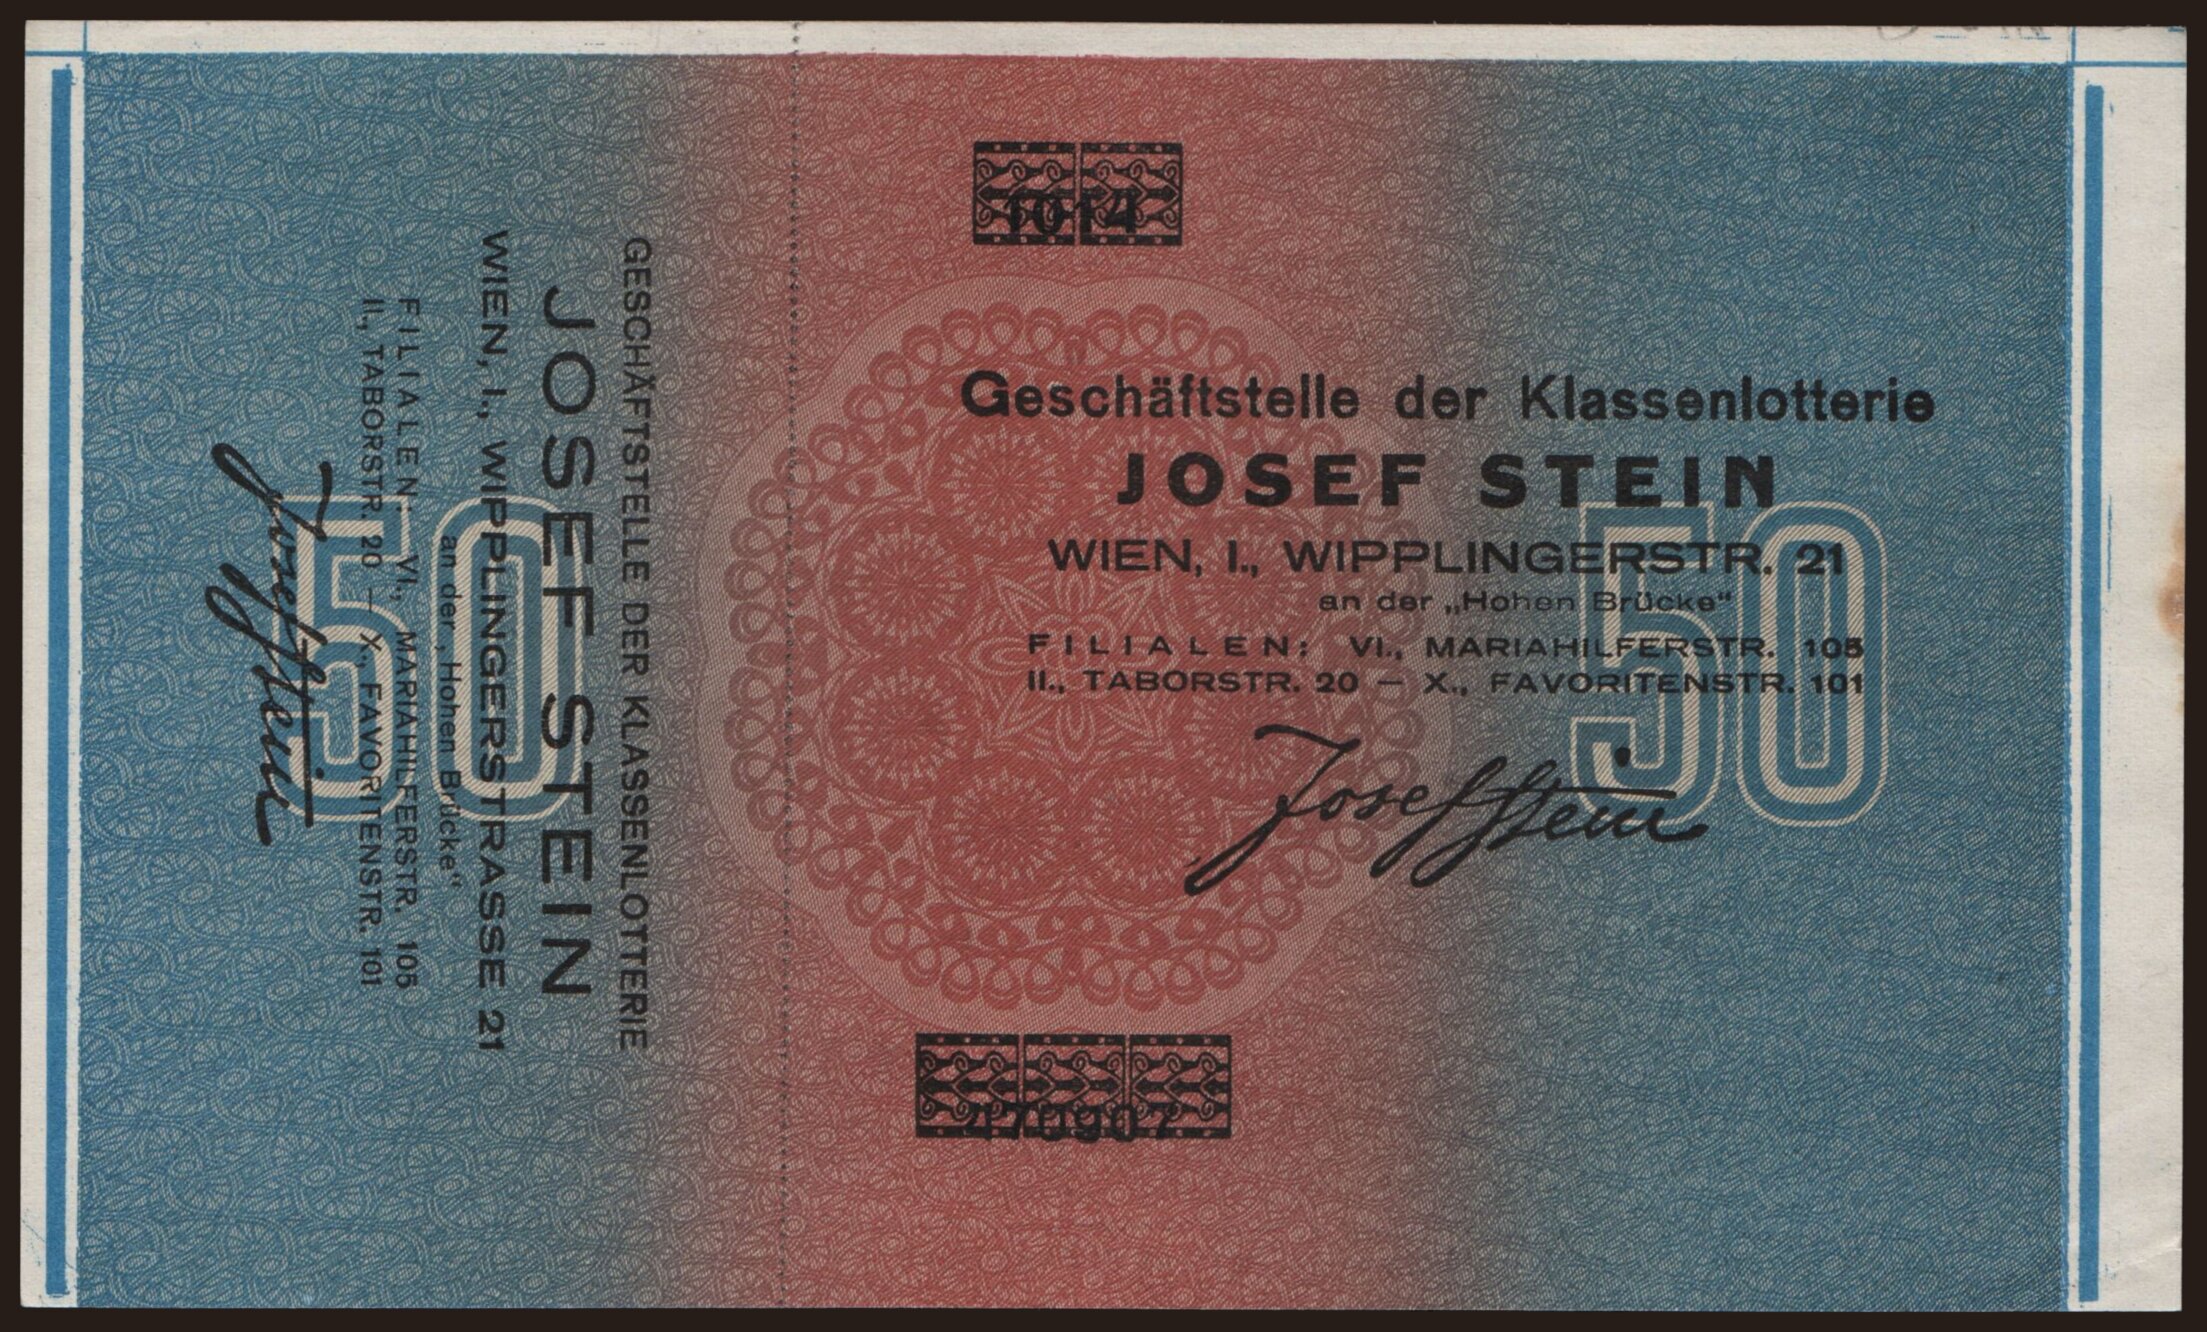 GESCHÄFTSTELLE DER KLASSENLOTTERIE
JOSEF STEIN
WIEN, I., WIPPLINGERSTRASSE 21
an der „Hohen Brücke“
FILIALEN: VI., MARIAHILFERSTR. 105
II., TABORSTR. 20 — X., FAVORITENSTR. 101
Josef Stein
50
1014
Geschäftstelle der Klassenlotterie
JOSEF STEIN
WIEN, I., WIPPLINGERSTR. 21
an der „Hohen Brücke“
FILIALEN: VI., MARIAHILFERSTR. 105
II., TABORSTR. 20 — X., FAVORITENSTR. 101
50
Josef Stein
470907